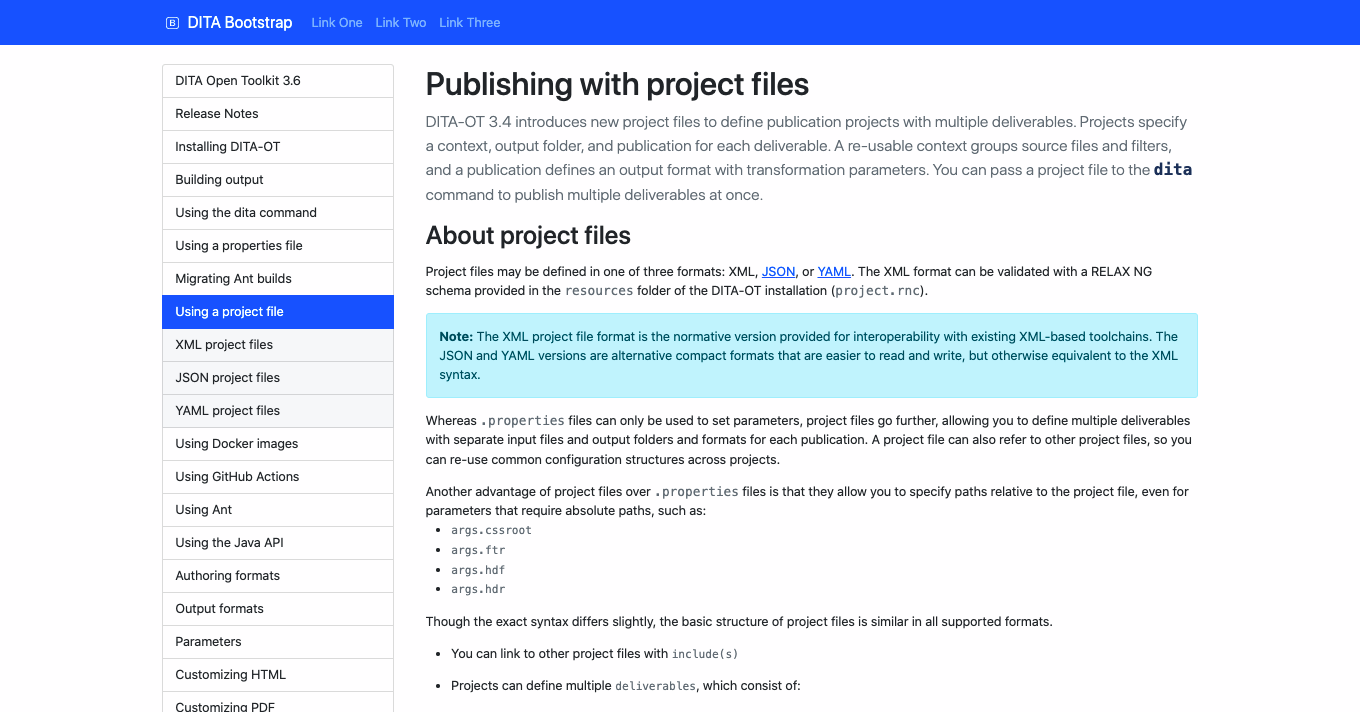 B DITA Bootstrap Link One Link Two Link Three
DITA Open Toolkit 3.6
Release Notes
Installing DITA-OT
Building output
Using the dita command
Using a properties file
Migrating Ant builds
Using a project file
XML project files
JSON project files
YAML project files
Using Docker images
Using GitHub Actions
Using Ant
Using the Java API
Authoring formats
Output formats
Parameters
Customizing HTML
Customizing PDF
Publishing with project files
DITA-OT 3.4 introduces new project files to define publication projects with multiple deliverables. Projects specify
a context, output folder, and publication for each deliverable. A re-usable context groups source files and filters,
and a publication defines an output format with transformation parameters. You can pass a project file to the dita
command to publish multiple deliverables at once.
About project files
Project files may be defined in one of three formats: XML, JSON, or YAML. The XML format can be validated with a RELAX NG
schema provided in the resources folder of the DITA-OT installation (project.rnc).
Note: The XML project file format is the normative version provided for interoperability with existing XML-based toolchains. The
JSON and YAML versions are alternative compact formats that are easier to read and write, but otherwise equivalent to the XML
syntax.
Whereas .properties files can only be used to set parameters, project files go further, allowing you to define multiple deliverables
with separate input files and output folders and formats for each publication. A project file can also refer to other project files, so you
can re-use common configuration structures across projects.
Another advantage of project files over .properties files is that they allow you to specify paths relative to the project file, even for
parameters that require absolute paths, such as:
• args.cssroot
• args.ftr
• args.hdf
• args.hdr
Though the exact syntax differs slightly, the basic structure of project files is similar in all supported formats.
• You can link to other project files with include(s)
• Projects can define multiple deliverables, which consist of: